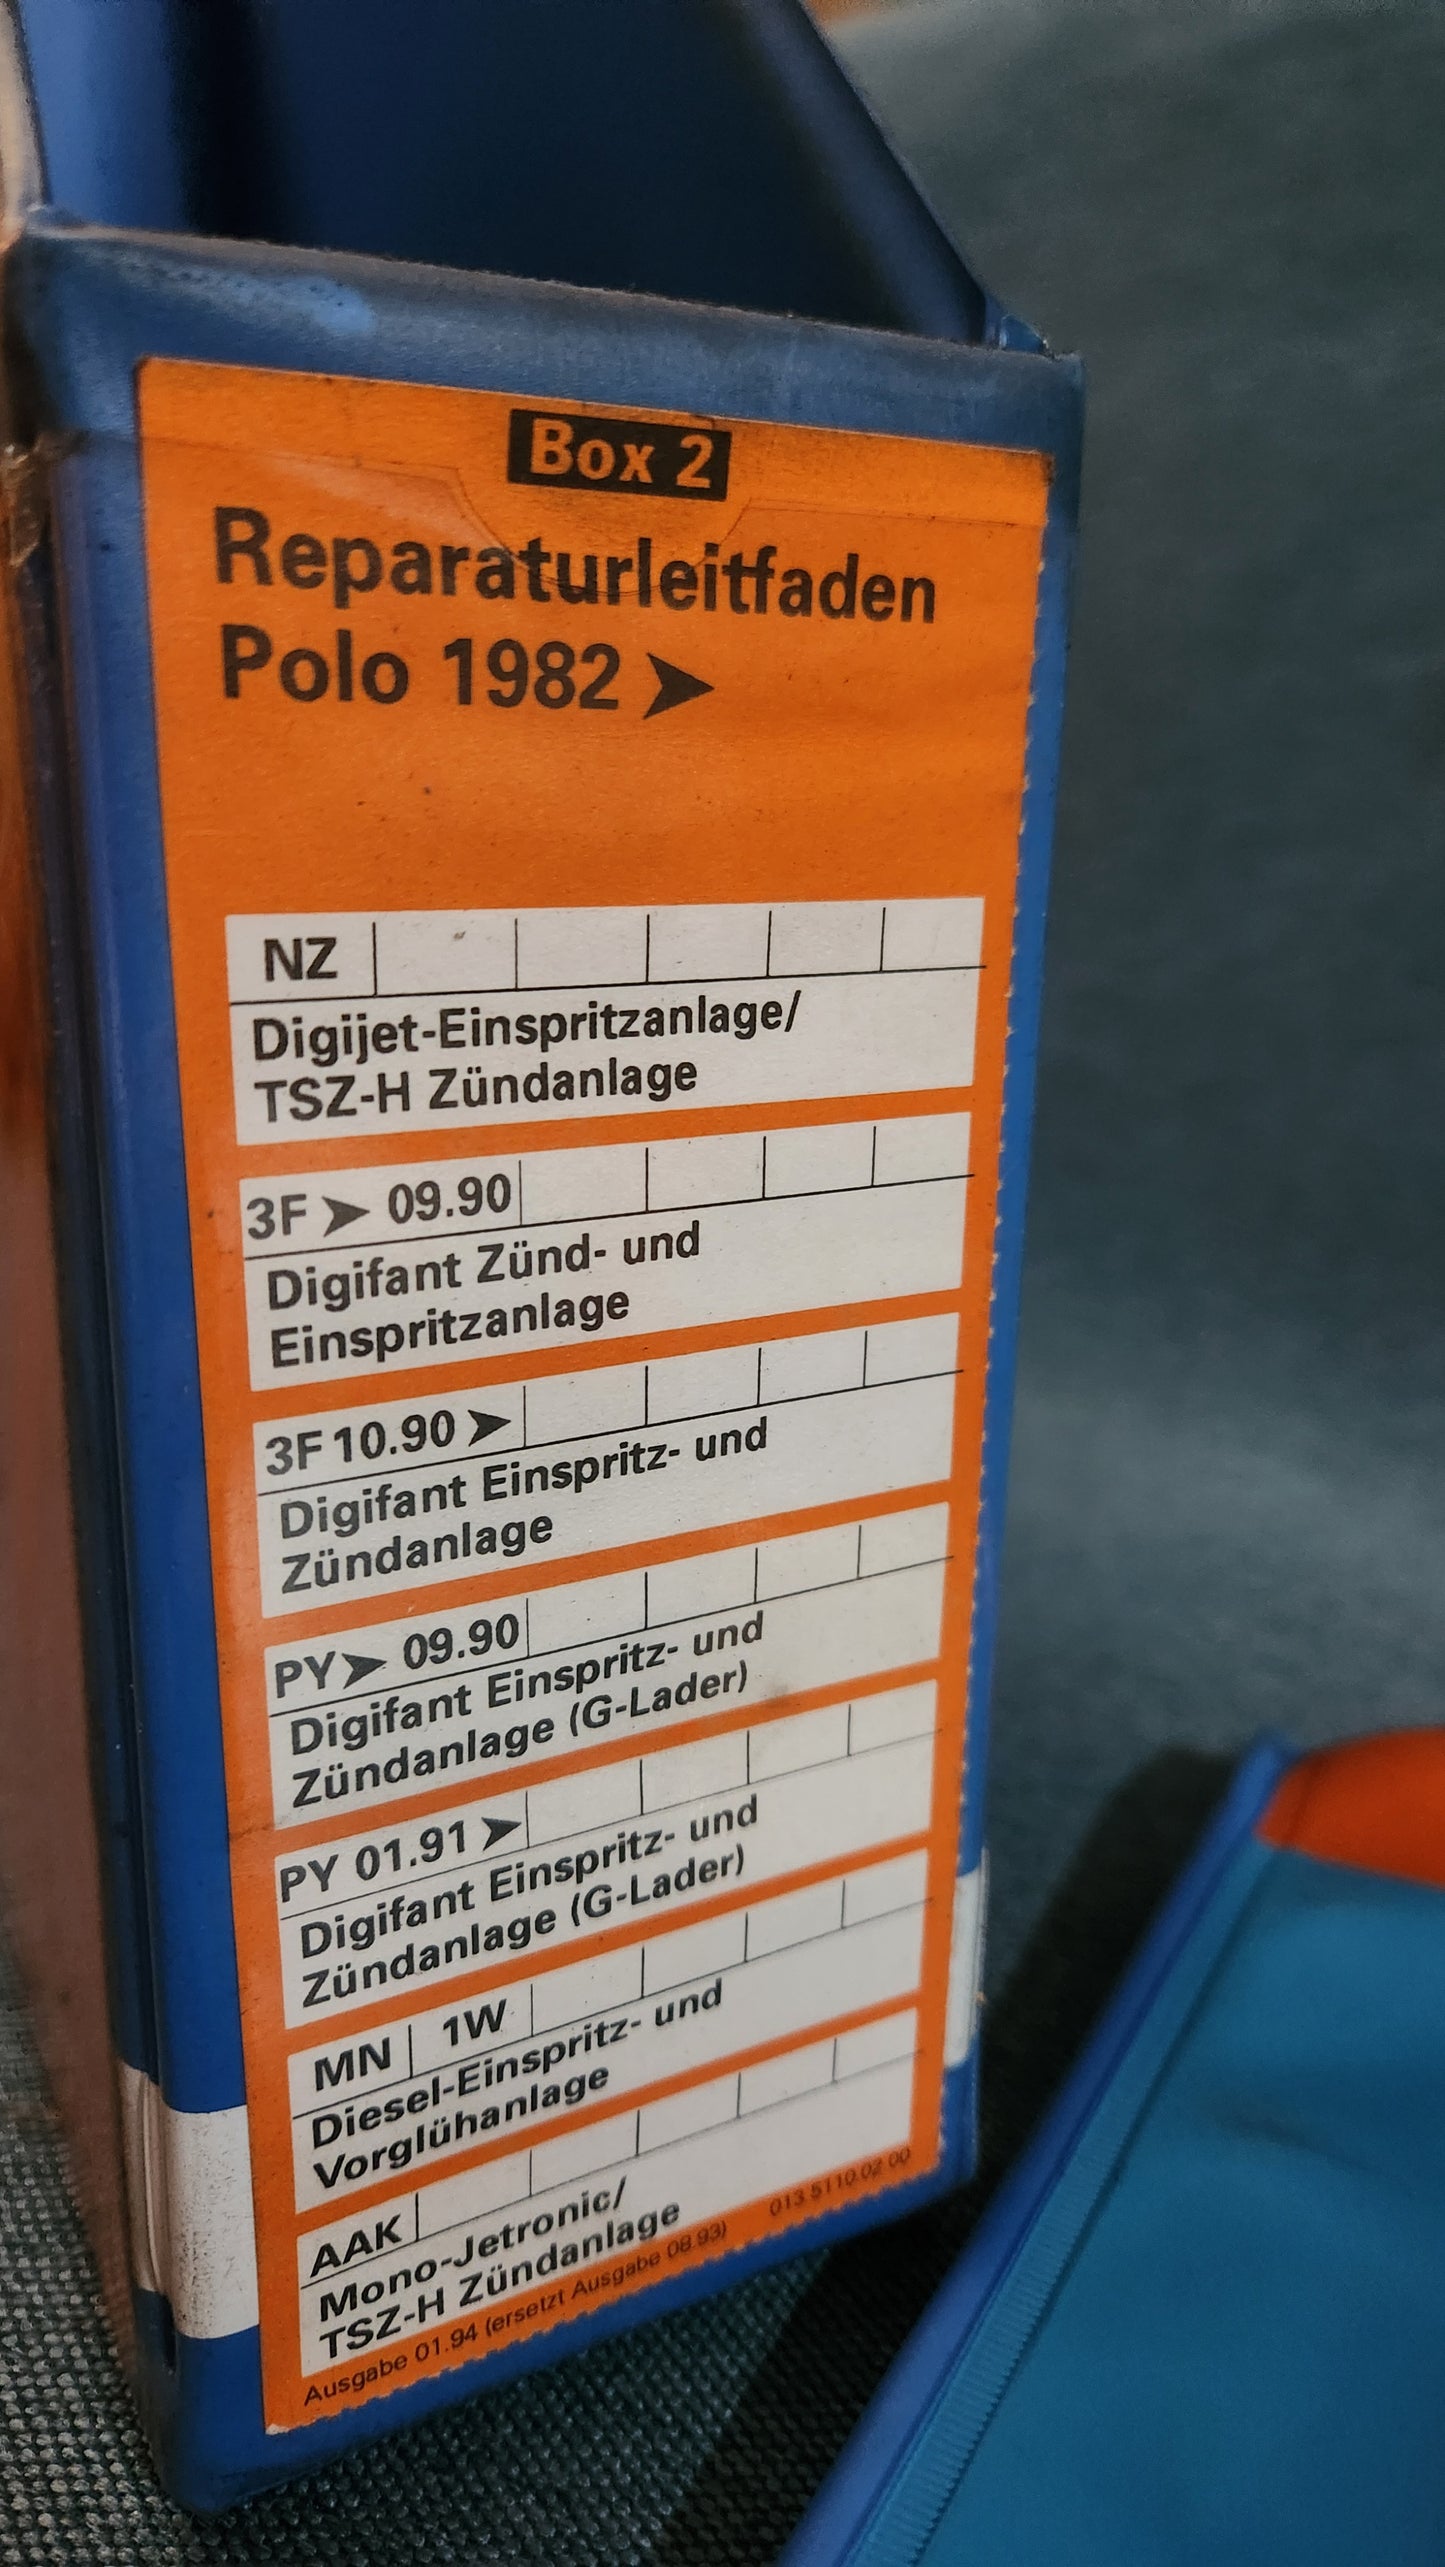 Box 2
Reparaturleitfaden
Polo 1982 ➤
NZ
Digijet-Einspritzanlage/
TSZ-H Zündanlage
3F ➤ 09.90
Digifant Zünd- und
Einspritzanlage
3F 10.90 ➤
Digifant Einspritz- und
Zündanlage
PY ➤ 09.90
Digifant Einspritz- und
Zündanlage (G-Lader)
PY 01.91 ➤
Digifant Einspritz- und
Zündanlage (G-Lader)
MN 1W
Diesel-Einspritz- und
Vorglühanlage
AAK
Mono-Jetronic/
TSZ-H Zündanlage
Ausgabe 01.94 (ersetzt Ausgabe 08.93) 013 5110 02 00